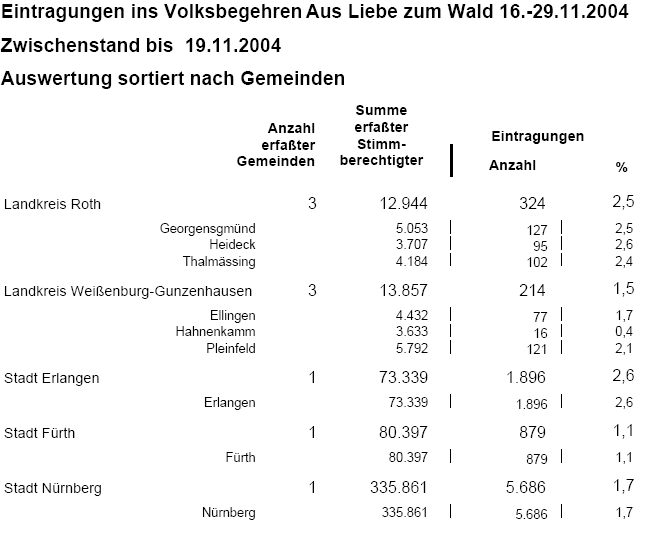 Eintragungen ins Volksbegehren Aus Liebe zum Wald 16.-29.11.2004
Zwischenstand bis 19.11.2004
Auswertung sortiert nach Gemeinden
Anzahl erfaßter Gemeinden
Summe erfaßter Stimm-berechtigter
Eintragungen
Anzahl %
Landkreis Roth 3 12.944 324 2,5
Georgensgmünd 5.053 127 2,5
Heideck 3.707 95 2,6
Thalmässing 4.184 102 2,4
Landkreis Weißenburg-Gunzenhausen 3 13.857 214 1,5
Ellingen 4.432 77 1,7
Hahnenkamm 3.633 16 0,4
Pleinfeld 5.792 121 2,1
Stadt Erlangen 1 73.339 1.896 2,6
Erlangen 73.339 1.896 2,6
Stadt Fürth 1 80.397 879 1,1
Fürth 80.397 879 1,1
Stadt Nürnberg 1 335.861 5.686 1,7
Nürnberg 335.861 5.686 1,7